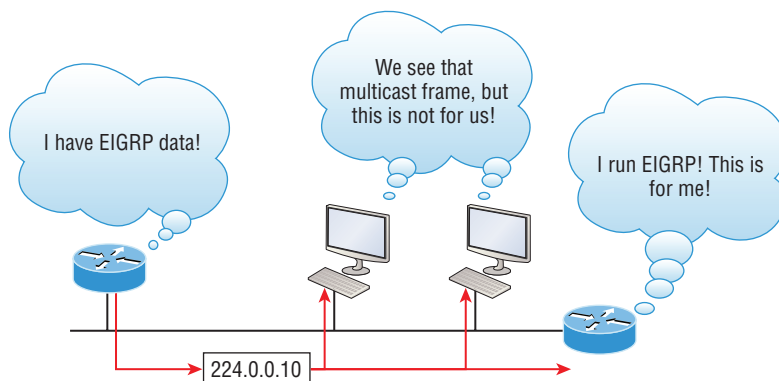 I have EIGRP data!
We see that
multicast frame, but
this is not for us!
I run EIGRP! This is
for me!
224.0.0.10